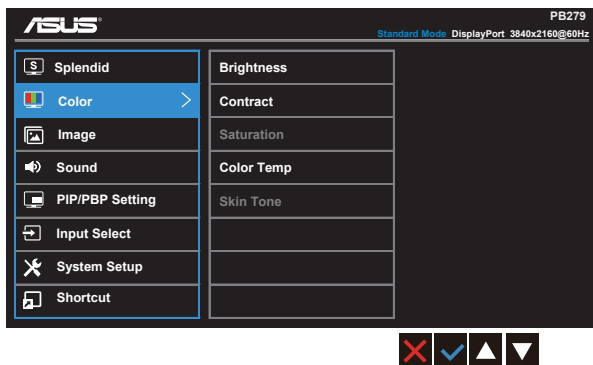 ASUS
PB279
Standard Mode DisplayPort 3840x2160@60Hz
S Splendid
Color
Image
Sound
PIP/PBP Setting
Input Select
System Setup
Shortcut
Brightness
Contract
Saturation
Color Temp
Skin Tone